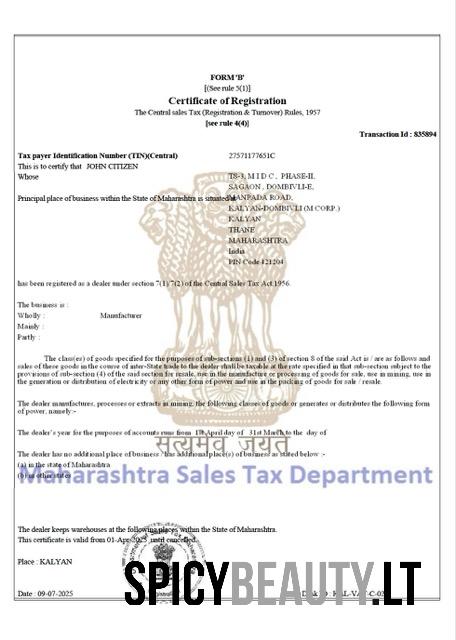 FORM 'B'
[(See rule 5(1)]
Certificate of Registration
The Central sales Tax (Registration & Turnover) Rules, 1957
[see rule 4(4)]
Transaction Id : 835894
Tax payer Identification Number (TIN)(Central) 27571177651C
This is to certify that JOHN CITIZEN
Whose T8-3, M I D C , PHASE-II,
SAGAON , DOMBIVLI-E,
Principal place of business within the State of Maharashtra is situated MANPADA ROAD,
KALYAN-DOMBIVLI (M CORP.)
KALYAN
THANE
MAHARASHTRA
India
PIN Code 421204
has been registered as a dealer under section 7(1)/7(2) of the Central Sales Tax Act 1956.
The business is :
Wholly : Manufacturer
Mainly :
Partly :
The class(es) of goods specified for the purposes of sub-sections (1) and (3) of section 8 of the said Act is / are as follows and
sales of these goods in the course of inter-State trade to the dealer shall be taxable at the rate specified in that sub-section subject to the
provisions of sub-section (4) of the said section for resale, use in the manufacture or processing of goods for sale, use in mining, use in
the generation or distribution of electricity or any other form of power and use in the packing of goods for sale / resale.
The dealer manufactures, processes or extracts in mining, the following classes of goods or generates or distributes the following form
of power, namely:-
The dealer's year for the purposes of accounts runs from 1st April day of 31st March to the day of
सत्यमेव जयते
The dealer has no additional place of business / has additional place(s) of business as stated below :-
(a) in the state of Maharashtra
Maharashtra Sales Tax Department
(b) in other states
The dealer keeps warehouses at the following places within the State of Maharashtra.
This certificate is valid from 01-Apr-2025 until cancelled.
Place : KALYAN
SPICYBEAUTY.LT
Date : 09-07-2025